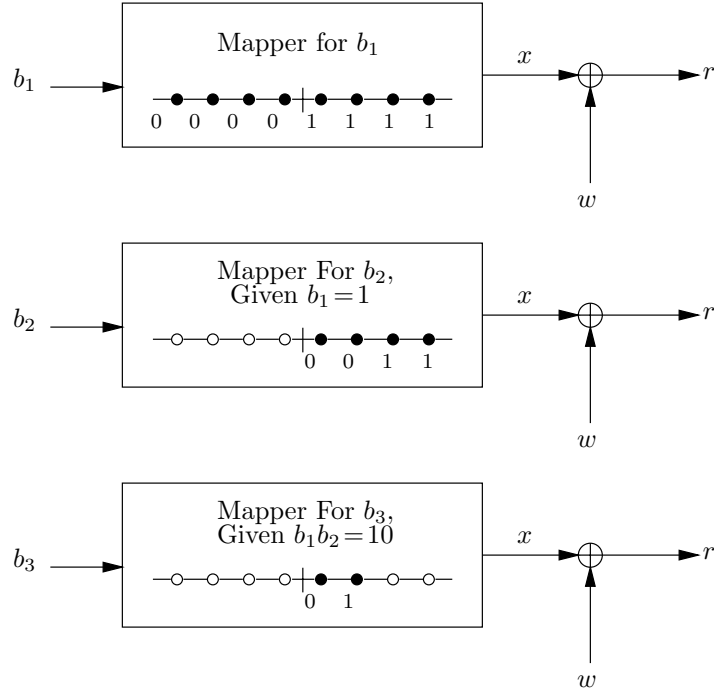 Mapper for b₁
b₁
x
r
0 0 0 0 1 1 1 1
w
Mapper For b₂,
Given b₁=1
b₂
x
r
0 0 1 1
w
Mapper For b₃,
Given b₁b₂=10
b₃
x
r
0 1
w